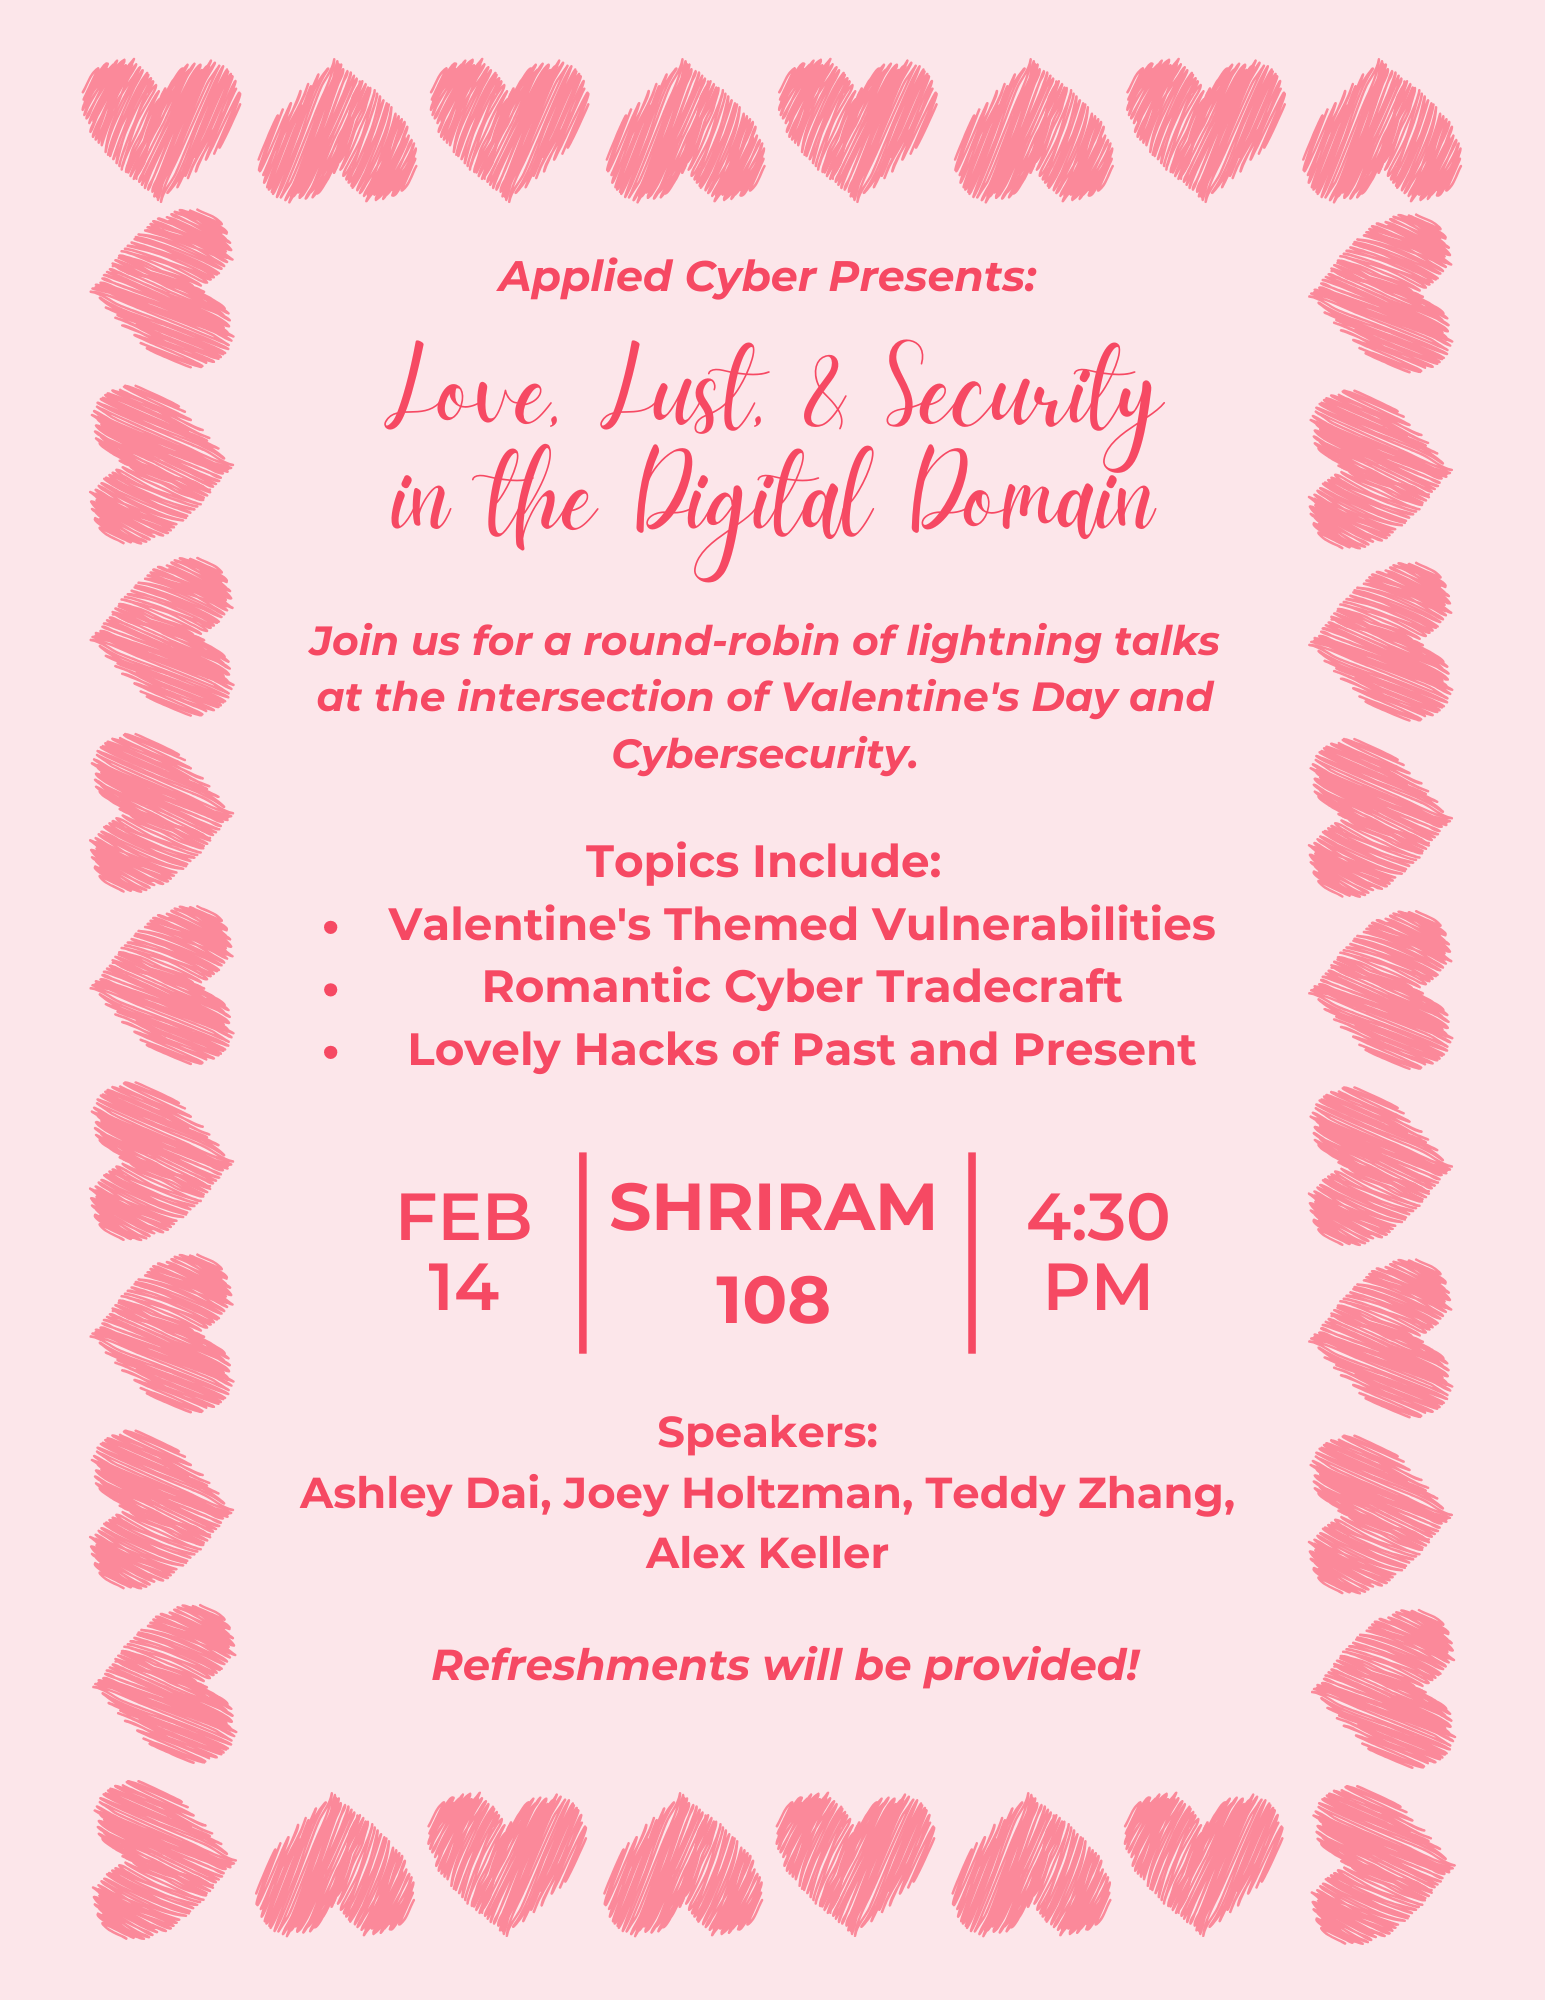 Applied Cyber Presents:
Love, Lust, & Security
in the Digital Domain
Join us for a round-robin of lightning talks
at the intersection of Valentine's Day and
Cybersecurity.
Topics Include:
• Valentine's Themed Vulnerabilities
• Romantic Cyber Tradecraft
• Lovely Hacks of Past and Present
FEB
14
SHRIRAM
108
4:30
PM
Speakers:
Ashley Dai, Joey Holtzman, Teddy Zhang,
Alex Keller
Refreshments will be provided!